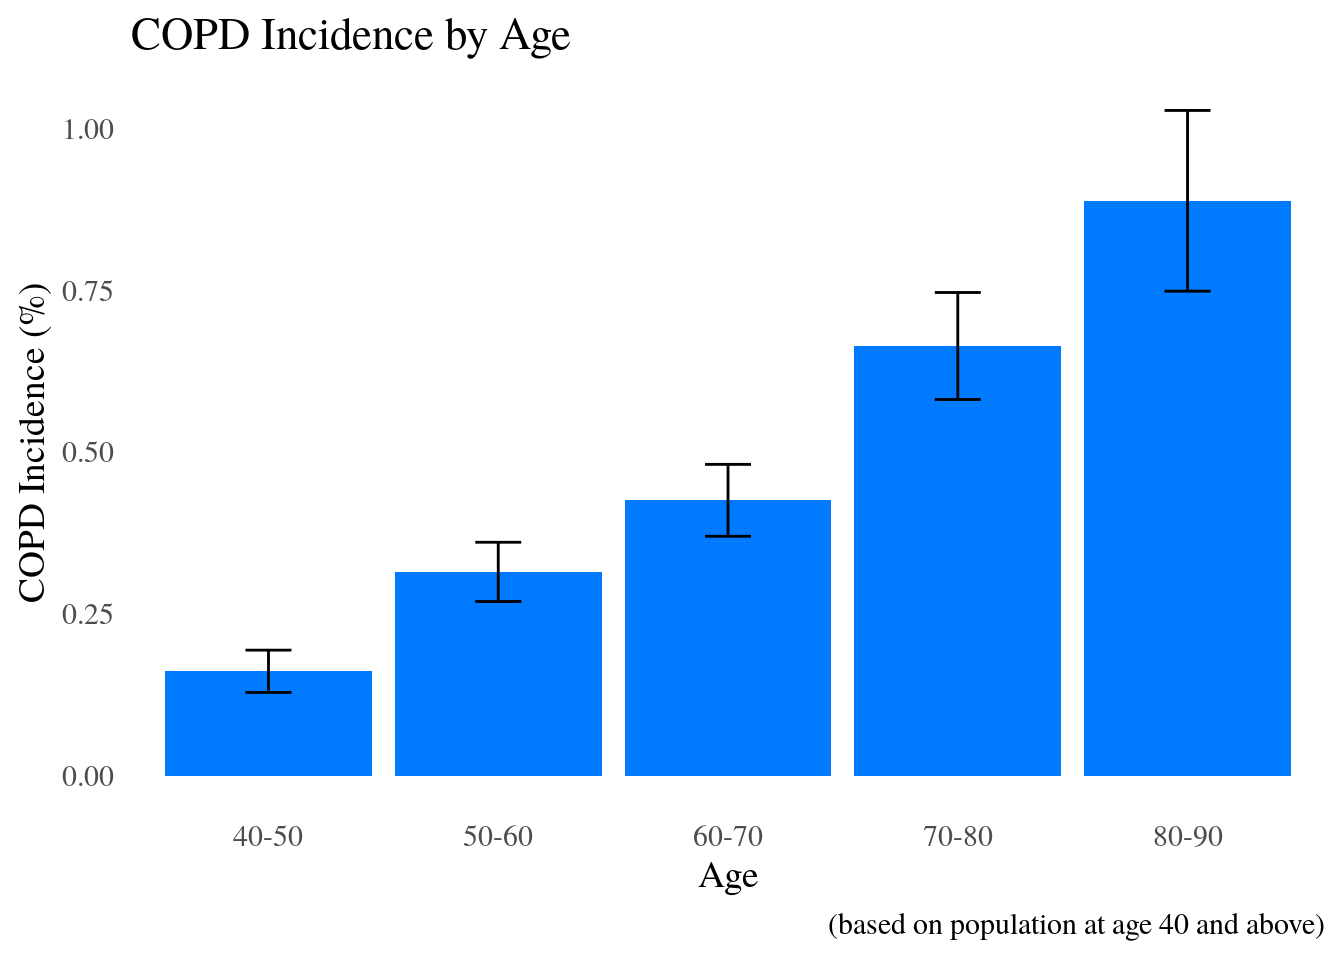 COPD Incidence by Age
COPD Incidence (%)
1.00
0.75
0.50
0.25
0.00
40-50 50-60 60-70 70-80 80-90
Age
(based on population at age 40 and above)